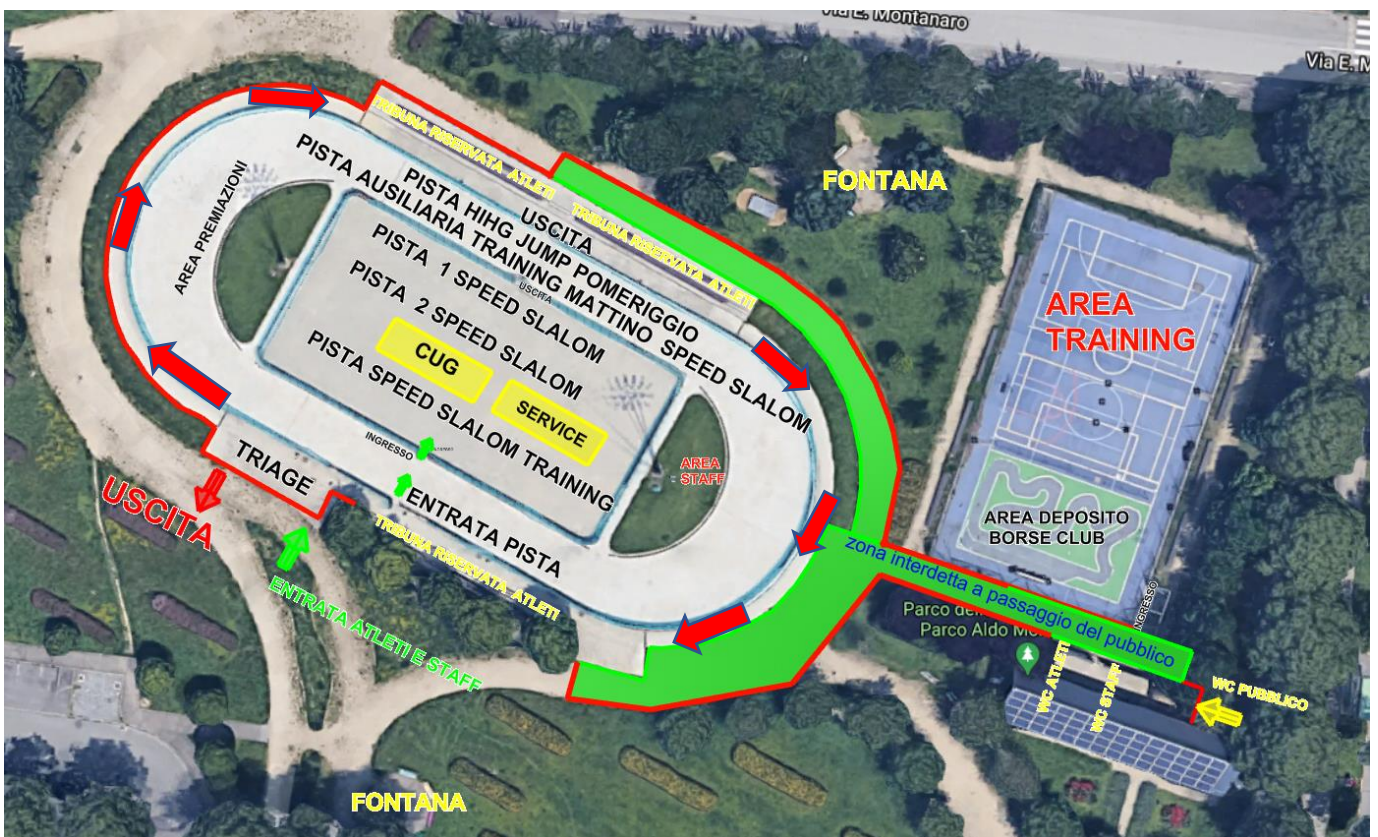 Via E. Montanaro
Via E. M
TRIBUNA RISERVATA ATLETI
TRIBUNA RISERVATA ATLETI
FONTANA
AREA PREMIAZIONI
PISTA HIHG JUMP POMERIGGIO
USCITA
PISTA AUSILIARIA TRAINING MATTINO SPEED SLALOM
USCITA
PISTA 1 SPEED SLALOM
PISTA 2 SPEED SLALOM
CUG
SERVICE
PISTA SPEED SLALOM TRAINING
AREA
TRAINING
AREA
STAFF
INGRESSO
ENTRATA PISTA
TRIAGE
USCITA
TRIBUNA RISERVATA ATLETI
ENTRATA ATLETI E STAFF
AREA DEPOSITO
BORSE CLUB
zona interdetta a passaggio del pubblico
INGRESSO
Parco de
Parco Aldo Mo
WC ATLETI
WC STAFF
WC PUBBLICO
FONTANA